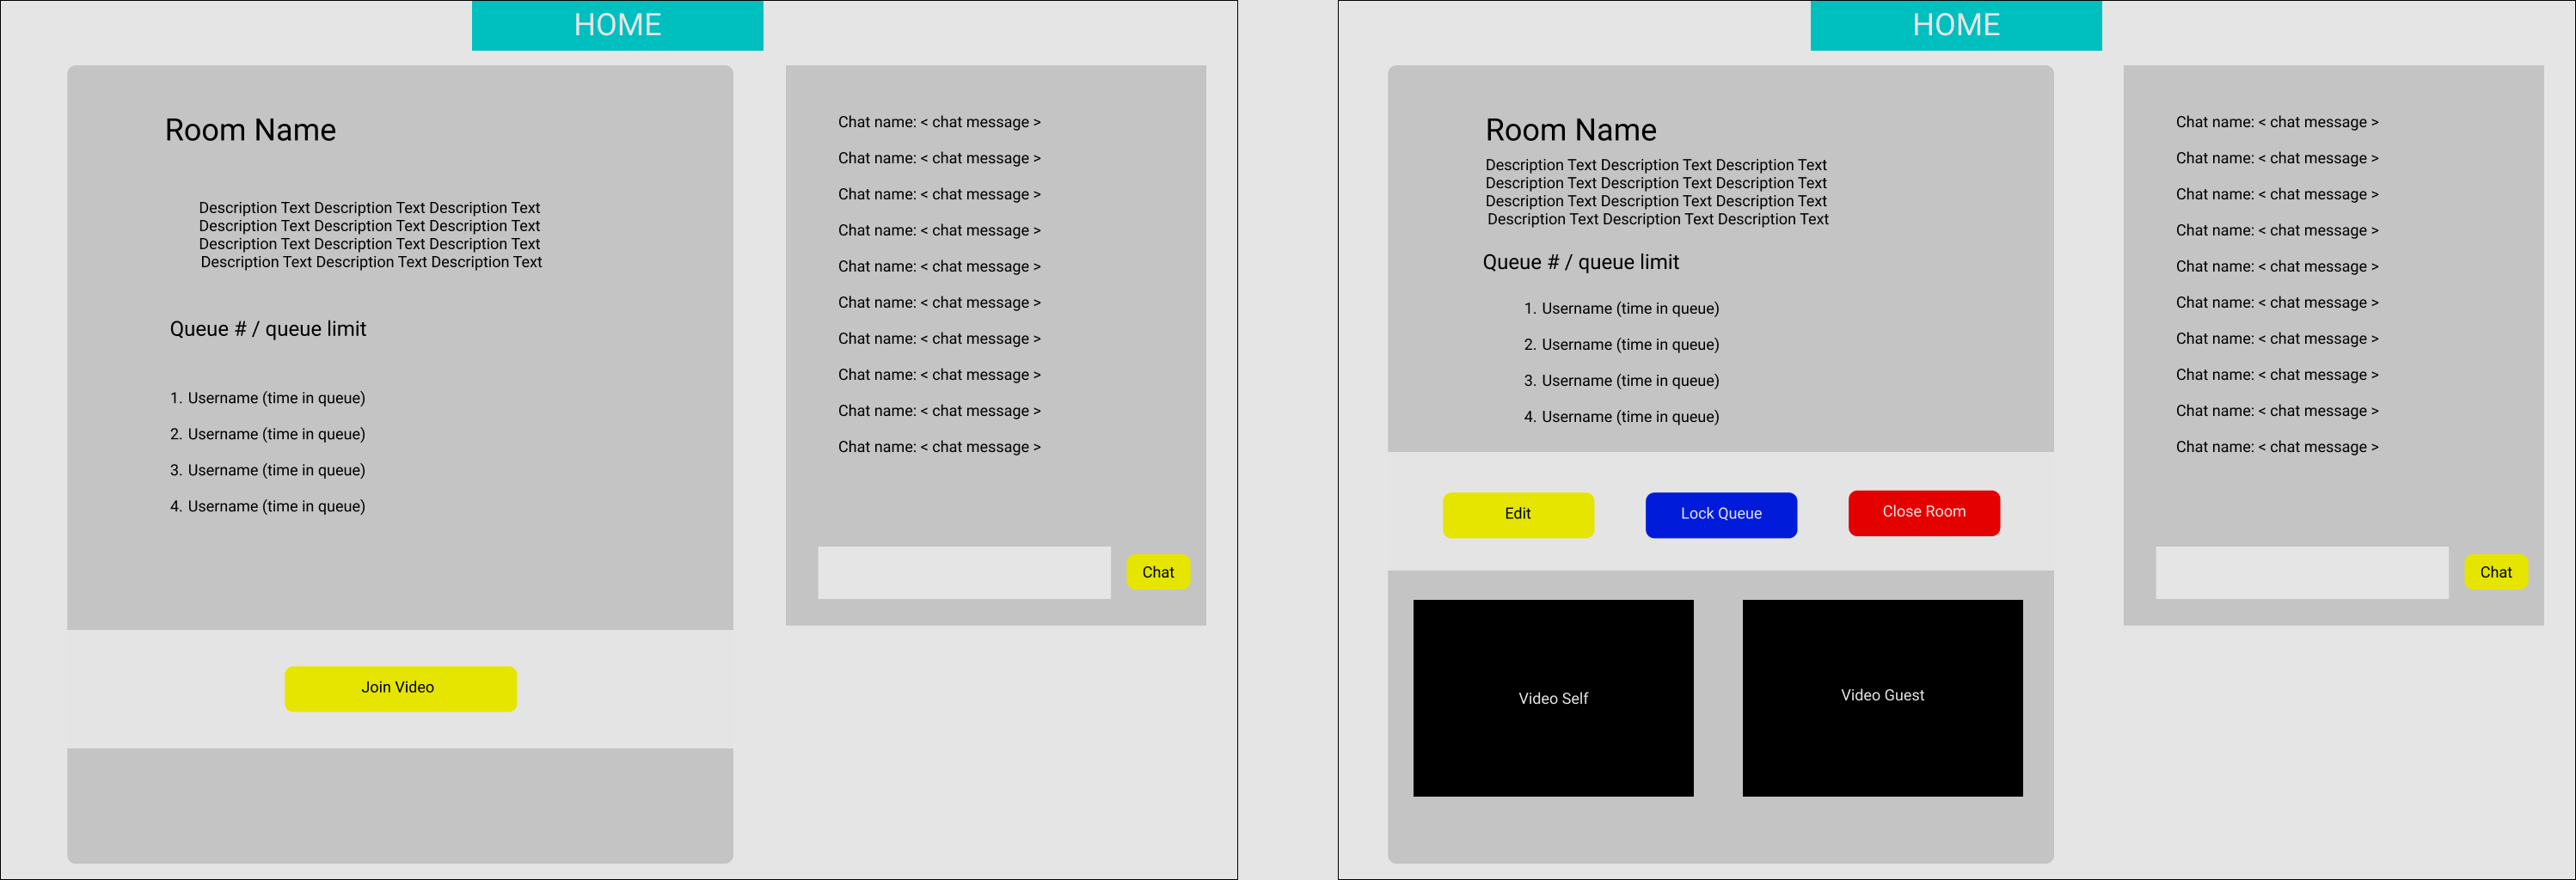 HOME
Room Name
Description Text Description Text Description Text
Description Text Description Text Description Text
Description Text Description Text Description Text
Description Text Description Text Description Text
Queue # / queue limit
1. Username (time in queue)
2. Username (time in queue)
3. Username (time in queue)
4. Username (time in queue)
Join Video
Chat name: < chat message >
Chat name: < chat message >
Chat name: < chat message >
Chat name: < chat message >
Chat name: < chat message >
Chat name: < chat message >
Chat name: < chat message >
Chat name: < chat message >
Chat name: < chat message >
Chat name: < chat message >
Chat
HOME
Room Name
Description Text Description Text Description Text
Description Text Description Text Description Text
Description Text Description Text Description Text
Description Text Description Text Description Text
Queue # / queue limit
1. Username (time in queue)
2. Username (time in queue)
3. Username (time in queue)
4. Username (time in queue)
Edit
Lock Queue
Close Room
Video Self
Video Guest
Chat name: < chat message >
Chat name: < chat message >
Chat name: < chat message >
Chat name: < chat message >
Chat name: < chat message >
Chat name: < chat message >
Chat name: < chat message >
Chat name: < chat message >
Chat name: < chat message >
Chat name: < chat message >
Chat